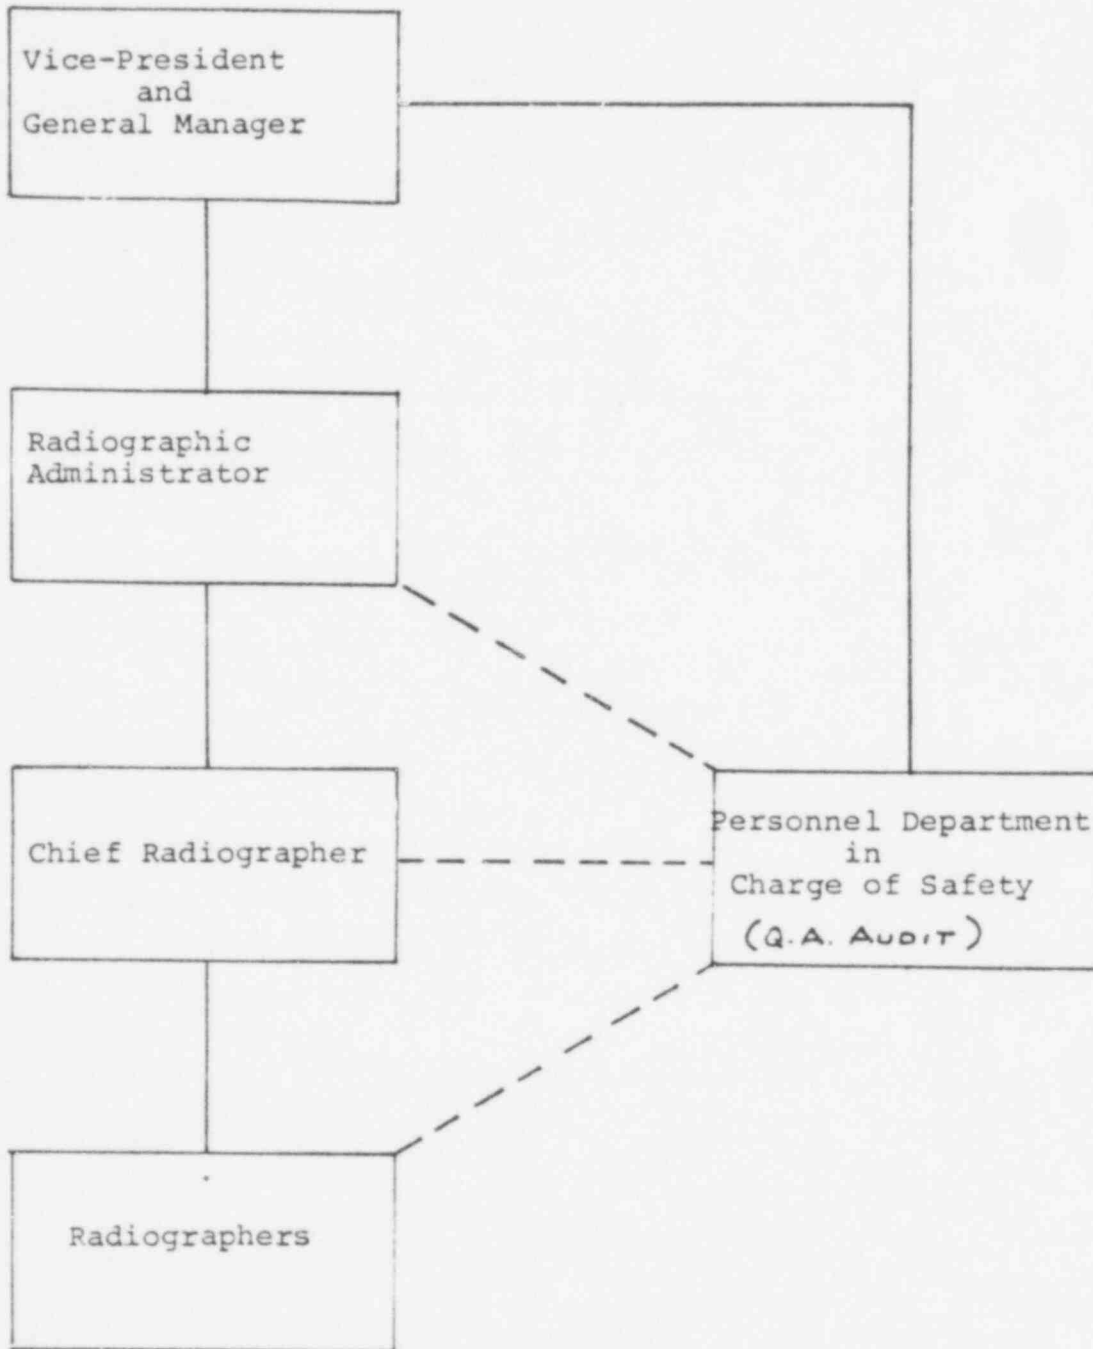 Vice-President
and
General Manager
Radiographic
Administrator
Chief Radiographer
Personnel Department
in
Charge of Safety
(Q.A. AUDIT)
Radiographers